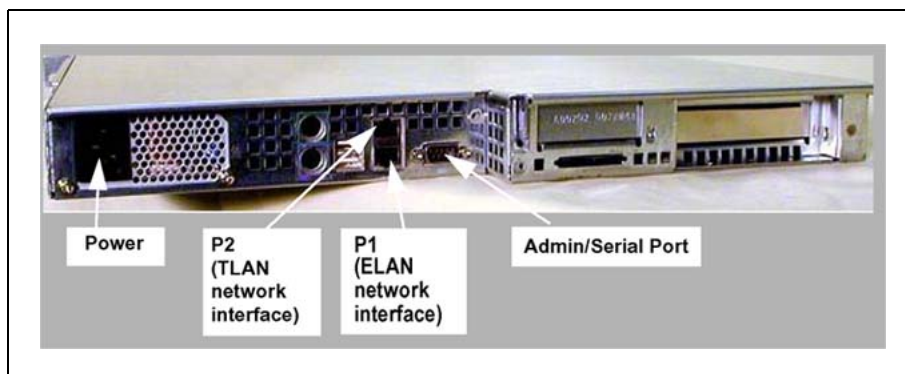 Power
P2
(TLAN
network
interface)
P1
(ELAN
network
interface)
Admin/Serial Port